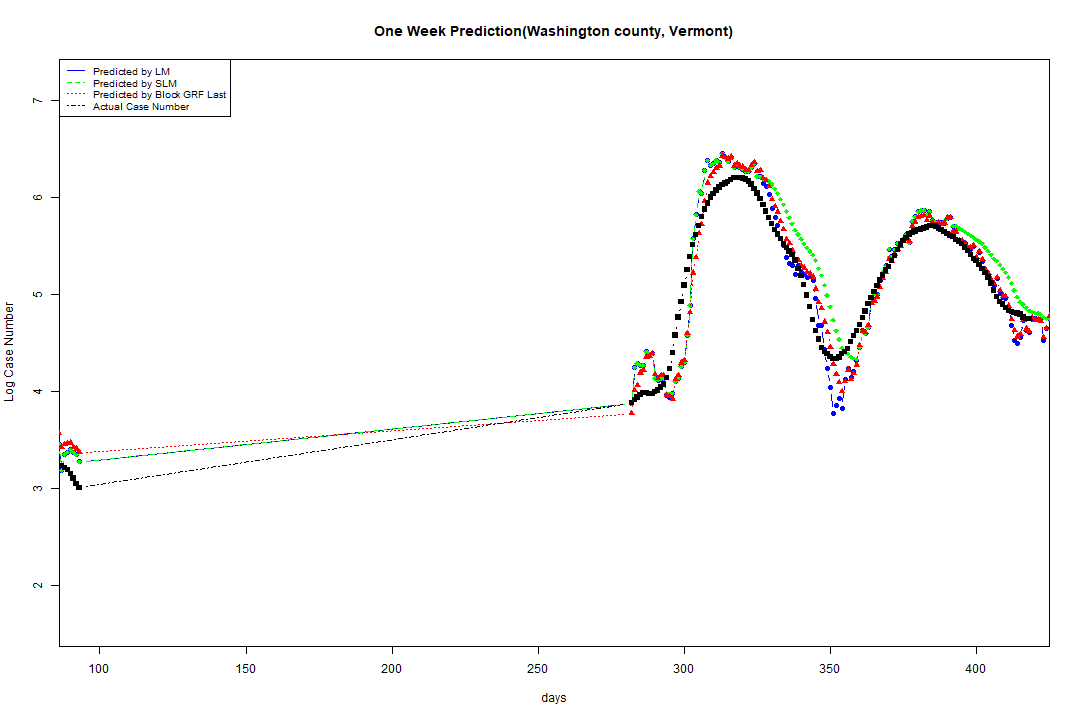 One Week Prediction(Washington county, Vermont)
Predicted by LM
Predicted by SLM
Predicted by Block GRF Last
Actual Case Number
7
6
5
4
3
2
Log Case Number
100 150 200 250 300 350 400
days